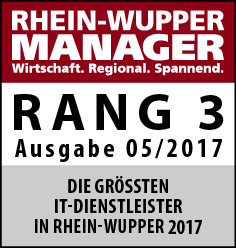 RHEIN-WUPPER
MANAGER
Wirtschaft. Regional. Spannend.
RANG 3
Ausgabe 05/2017
DIE GRÖSSTEN
IT-DIENSTLEISTER
IN RHEIN-WUPPER 2017